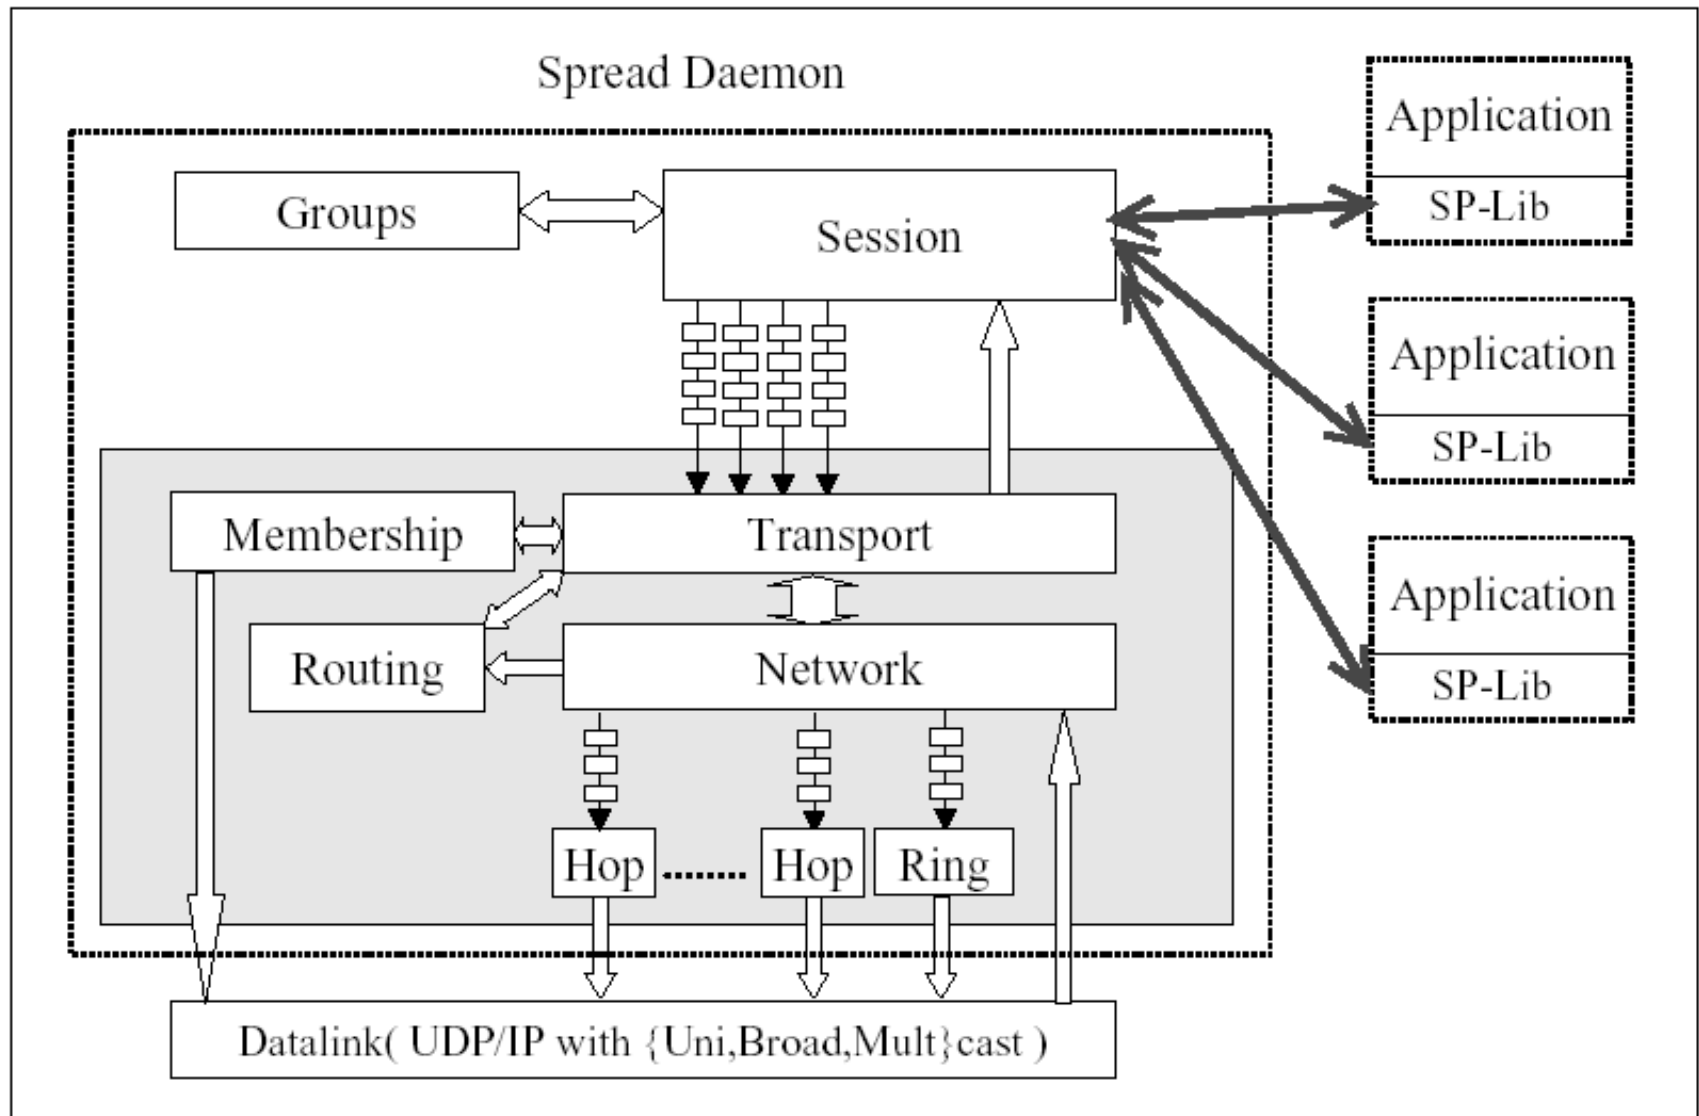 Spread Daemon
Groups
Session
Application
SP-Lib
Application
SP-Lib
Membership
Transport
Application
SP-Lib
Routing
Network
Hop
Hop
Ring
Datalink( UDP/IP with {Uni,Broad,Mult}cast )